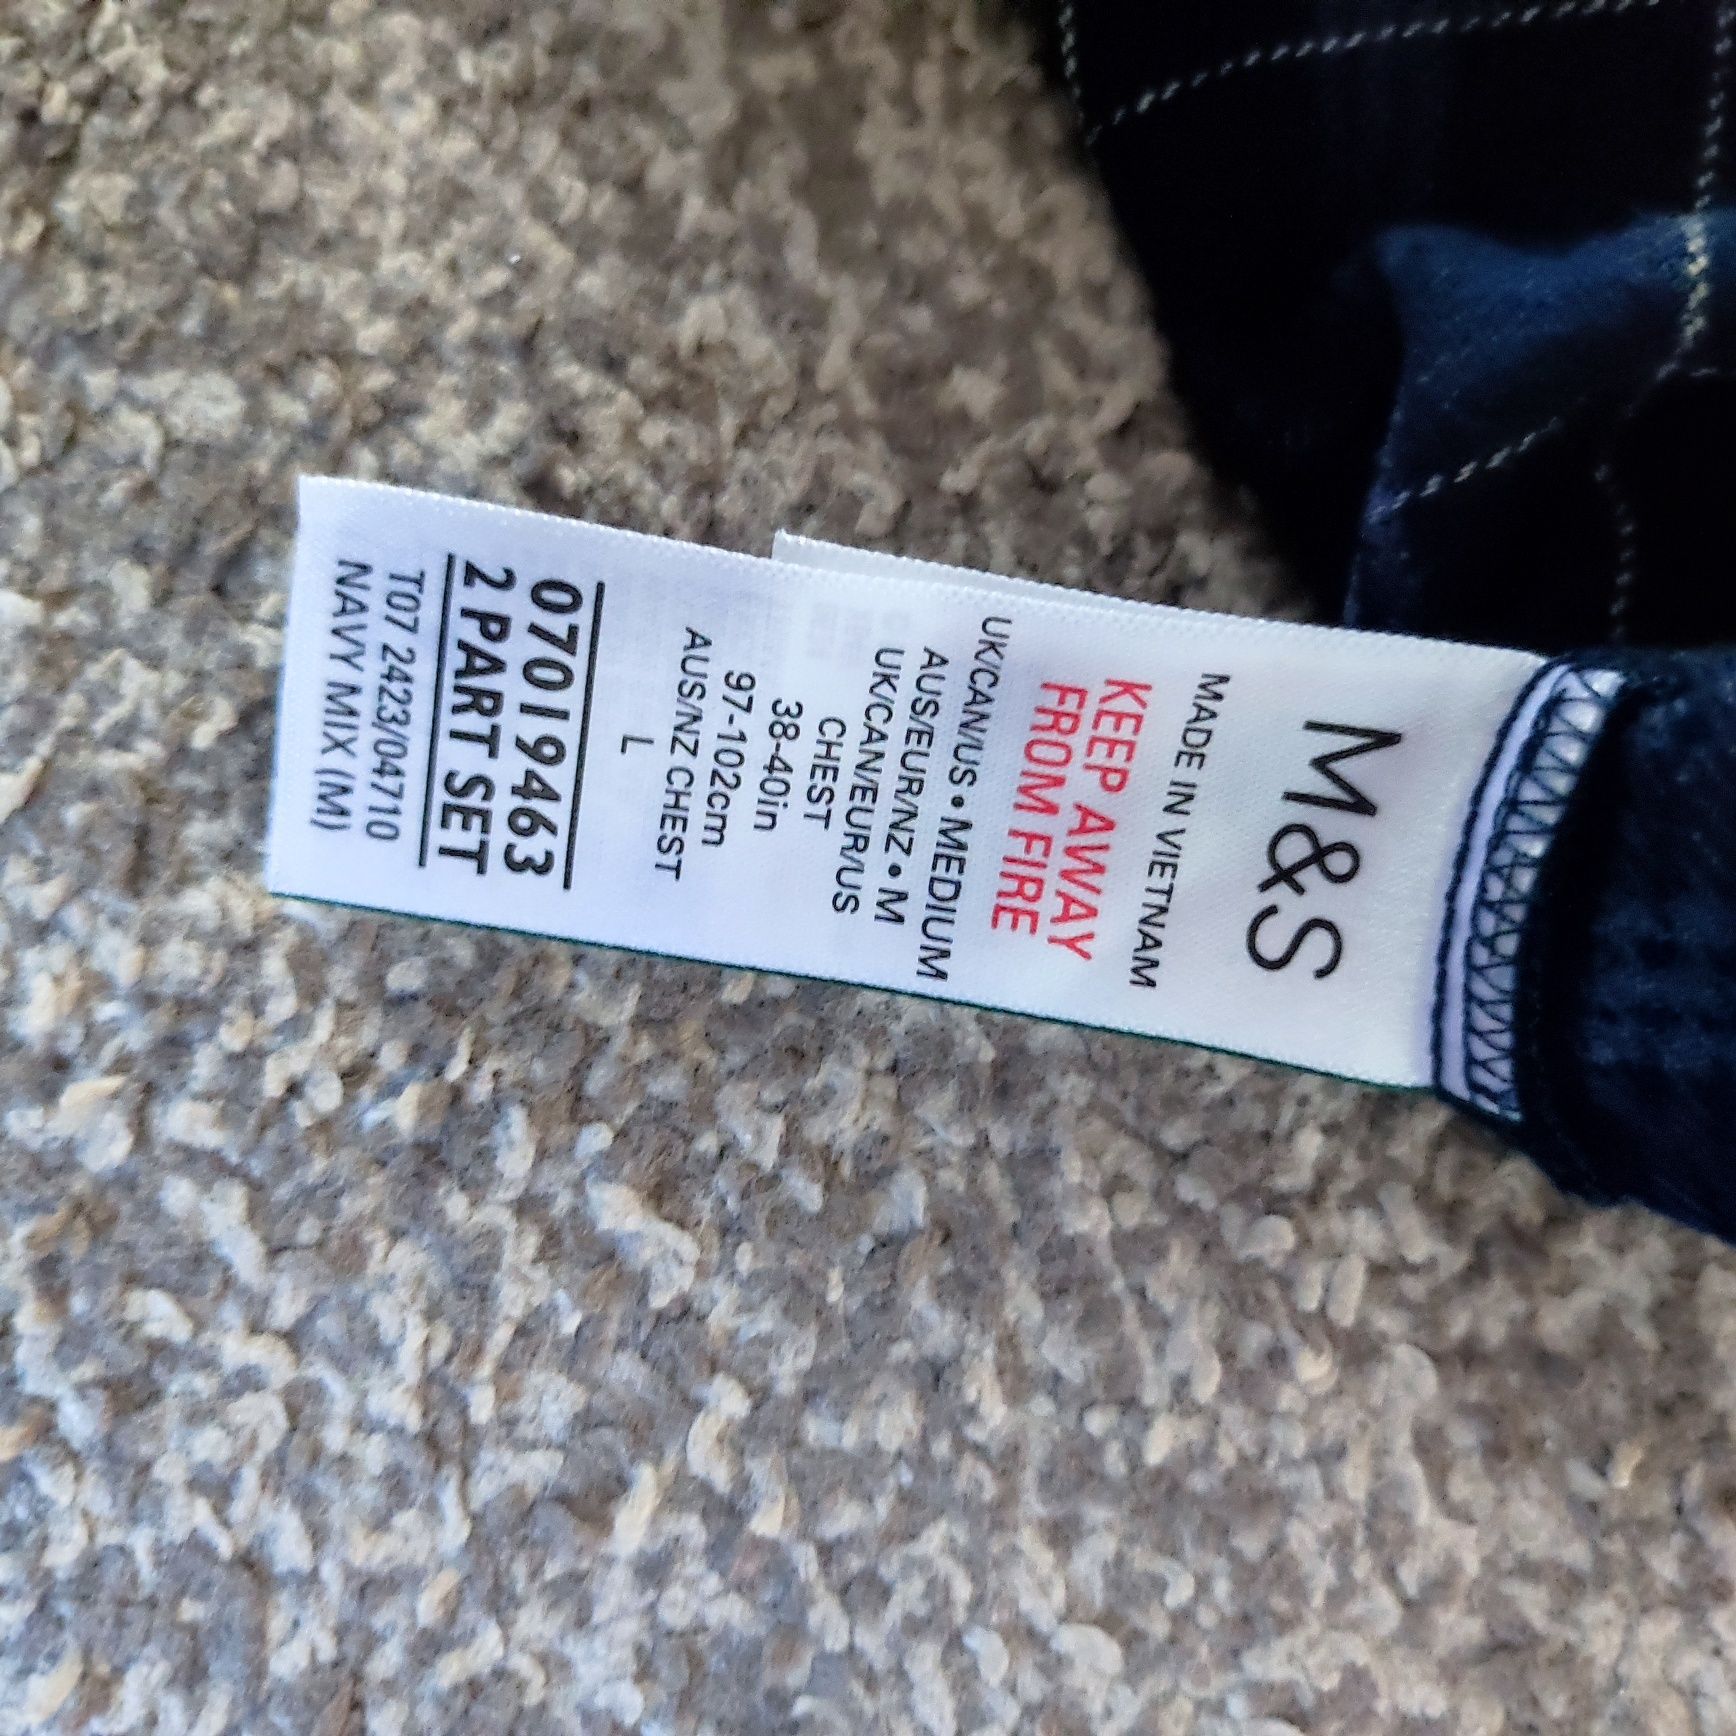 M&S
MADE IN VIETNAM
KEEP AWAY
FROM FIRE
UK/CAN/US • MEDIUM
AUS/EUR/NZ • M
UK/CAN/EUR/US
CHEST
38-40in
97-102cm
AUS/NZ CHEST
L
07019463
2 PART SET
T07 2423/04710
NAVY MIX (M)